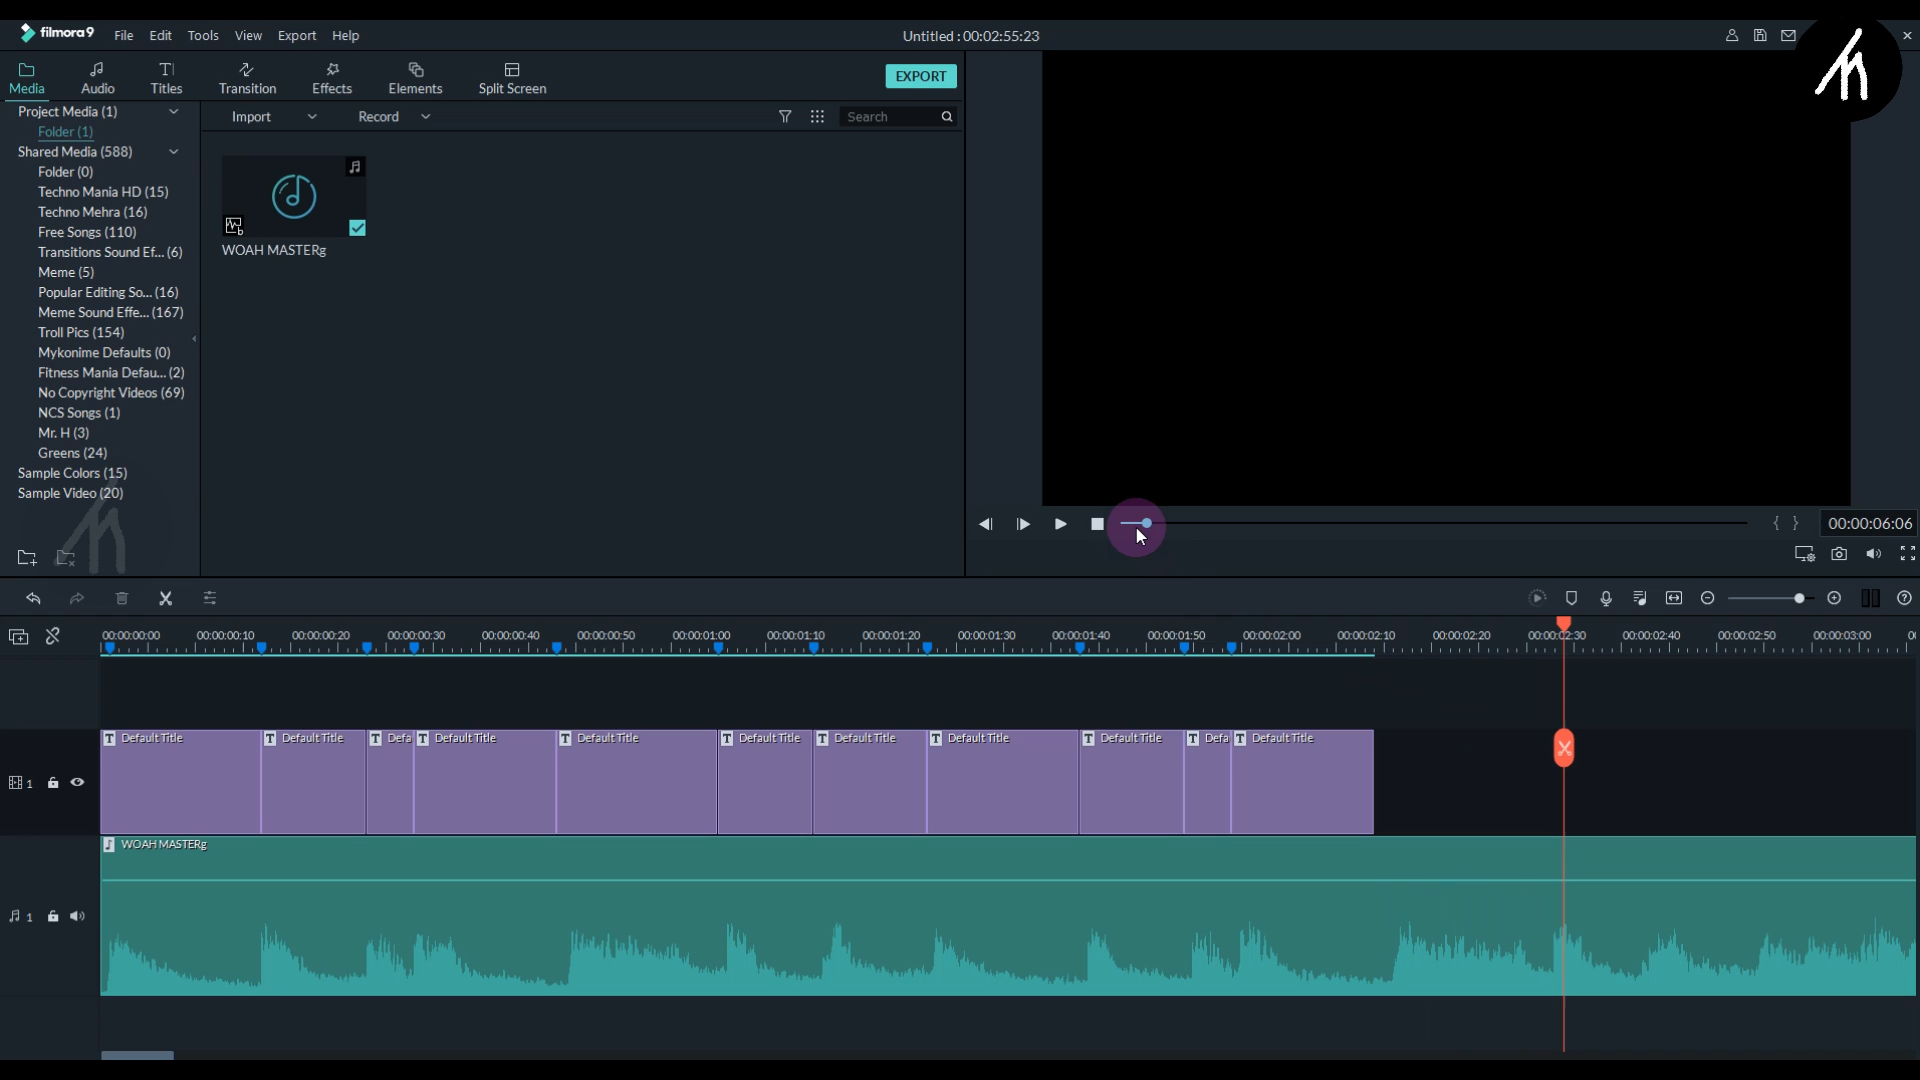 filmora9 File Edit Tools View Export Help
Untitled : 00:02:55:23
Media Audio Titles Transition Effects Elements Split Screen
EXPORT
Project Media (1)
Folder (1)
Shared Media (588)
Folder (0)
Techno Mania HD (15)
Techno Mehra (16)
Free Songs (110)
Transitions Sound Ef... (6)
Meme (5)
Popular Editing So... (16)
Meme Sound Effe... (167)
Troll Pics (154)
Mykonime Defaults (0)
Fitness Mania Defau... (2)
No Copyright Videos (69)
NCS Songs (1)
Mr. H (3)
Greens (24)
Sample Colors (15)
Sample Video (20)
Import Record Search
WOAH MASTERg
{ } 00:00:06:06
00:00:00:00 00:00:00:10 00:00:00:20 00:00:00:30 00:00:00:40 00:00:00:50 00:00:01:00 00:00:01:10 00:00:01:20 00:00:01:30 00:00:01:40 00:00:01:50 00:00:02:00 00:00:02:10 00:00:02:20 00:00:02:30 00:00:02:40 00:00:02:50 00:00:03:00
T Default Title T Default Title T Defa T Default Title T Default Title T Default Title T Default Title T Default Title T Default Title T Defa T Default Title
1
WOAH MASTERg
1